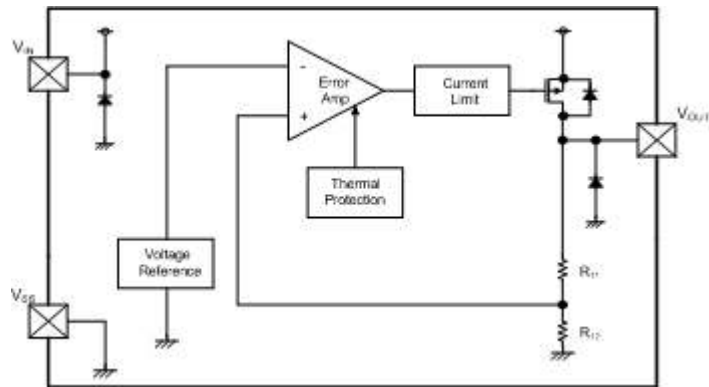 VIN
-
Error
Amp
+
Current
Limit
VOUT
Thermal
Protection
Voltage
Reference
R11
VSS
R12